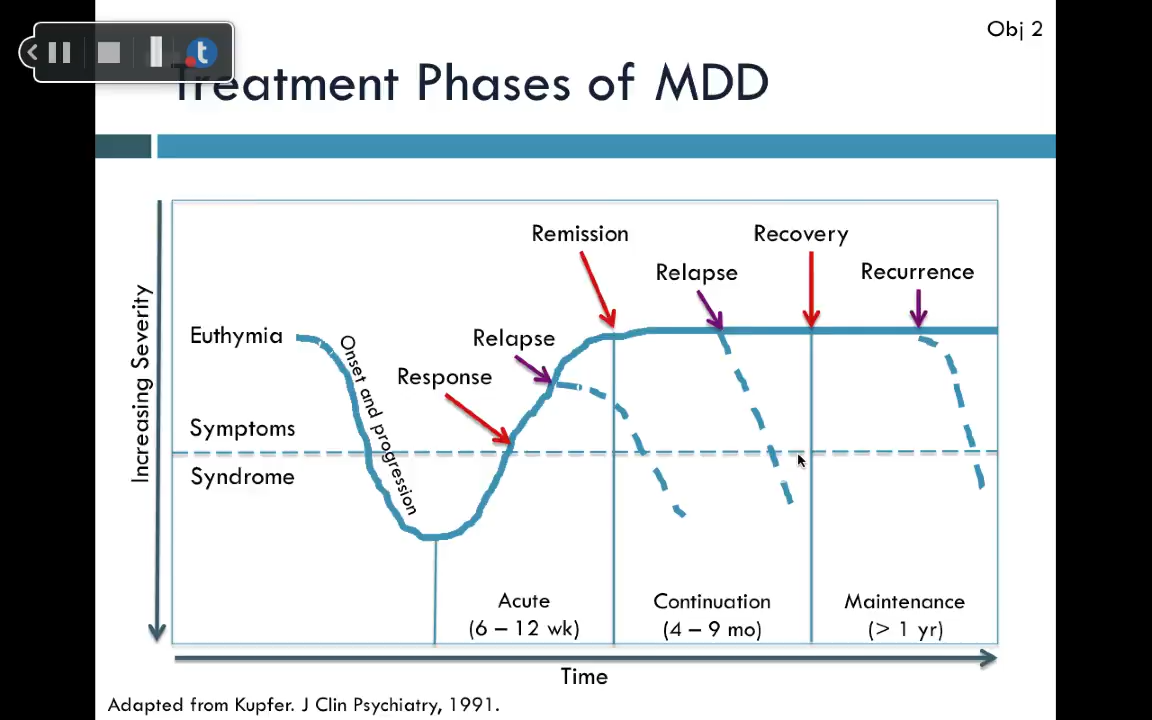 Obj 2
Treatment Phases of MDD
Remission
Recovery
Relapse
Recurrence
Euthymia
Relapse
Response
Onset and progression
Increasing Severity
Symptoms
Syndrome
Acute
(6 – 12 wk)
Continuation
(4 – 9 mo)
Maintenance
(> 1 yr)
Time
Adapted from Kupfer. J Clin Psychiatry, 1991.
t